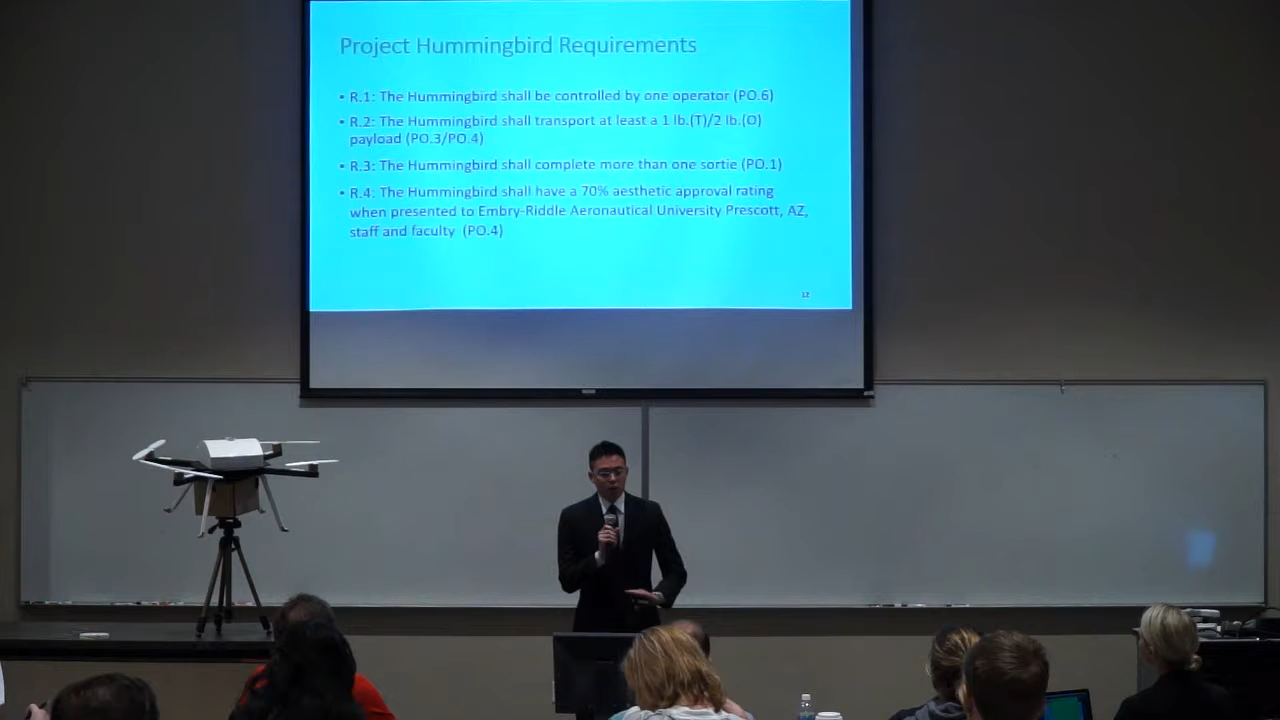 Project Hummingbird Requirements
• R.1: The Hummingbird shall be controlled by one operator (PO.6)
• R.2: The Hummingbird shall transport at least a 1 lb.(T)/2 lb.(O)
payload (PO.3/PO.4)
• R.3: The Hummingbird shall complete more than one sortie (PO.1)
• R.4: The Hummingbird shall have a 70% aesthetic approval rating
when presented to Embry-Riddle Aeronautical University Prescott, AZ,
staff and faculty (PO.4)
12